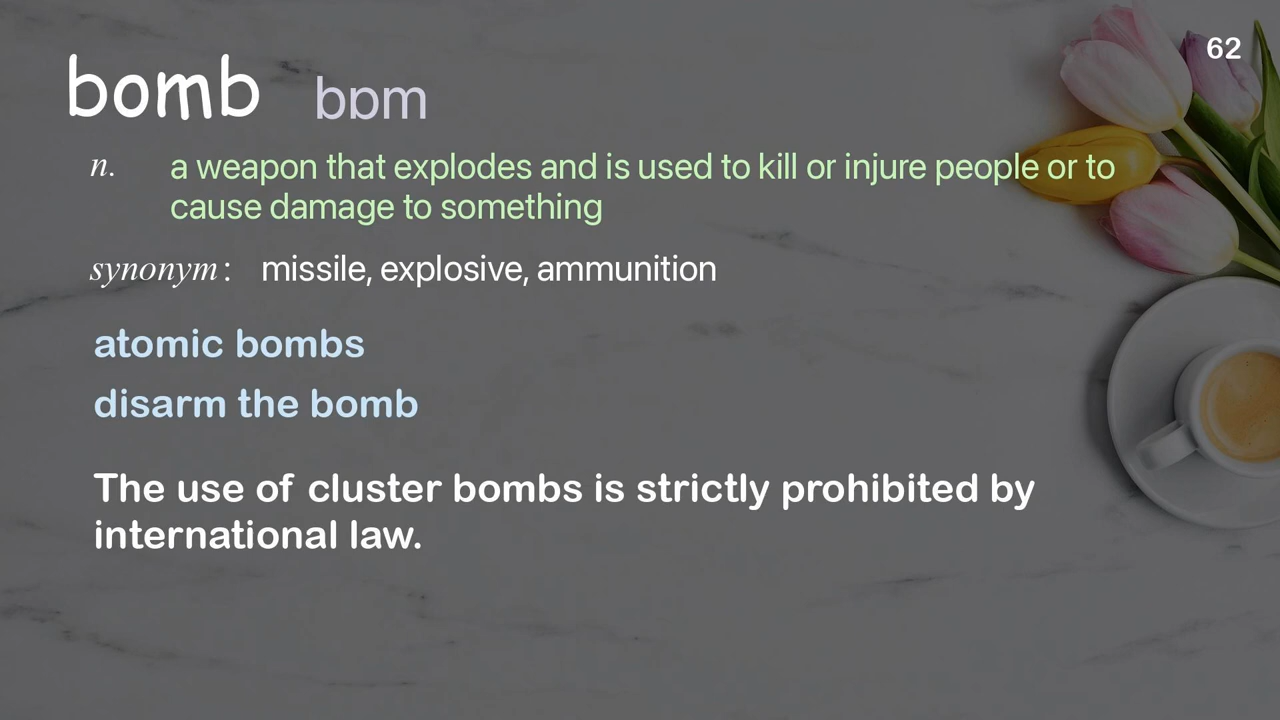 62
bomb bɒm
n. a weapon that explodes and is used to kill or injure people or to
cause damage to something
synonym: missile, explosive, ammunition
atomic bombs
disarm the bomb
The use of cluster bombs is strictly prohibited by
international law.